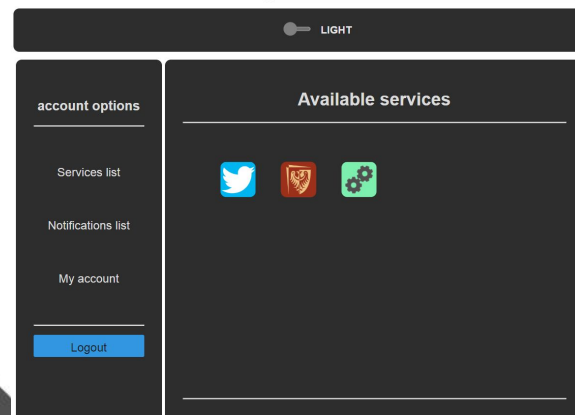 LIGHT
account options
Available services
Services list
Notifications list
My account
Logout